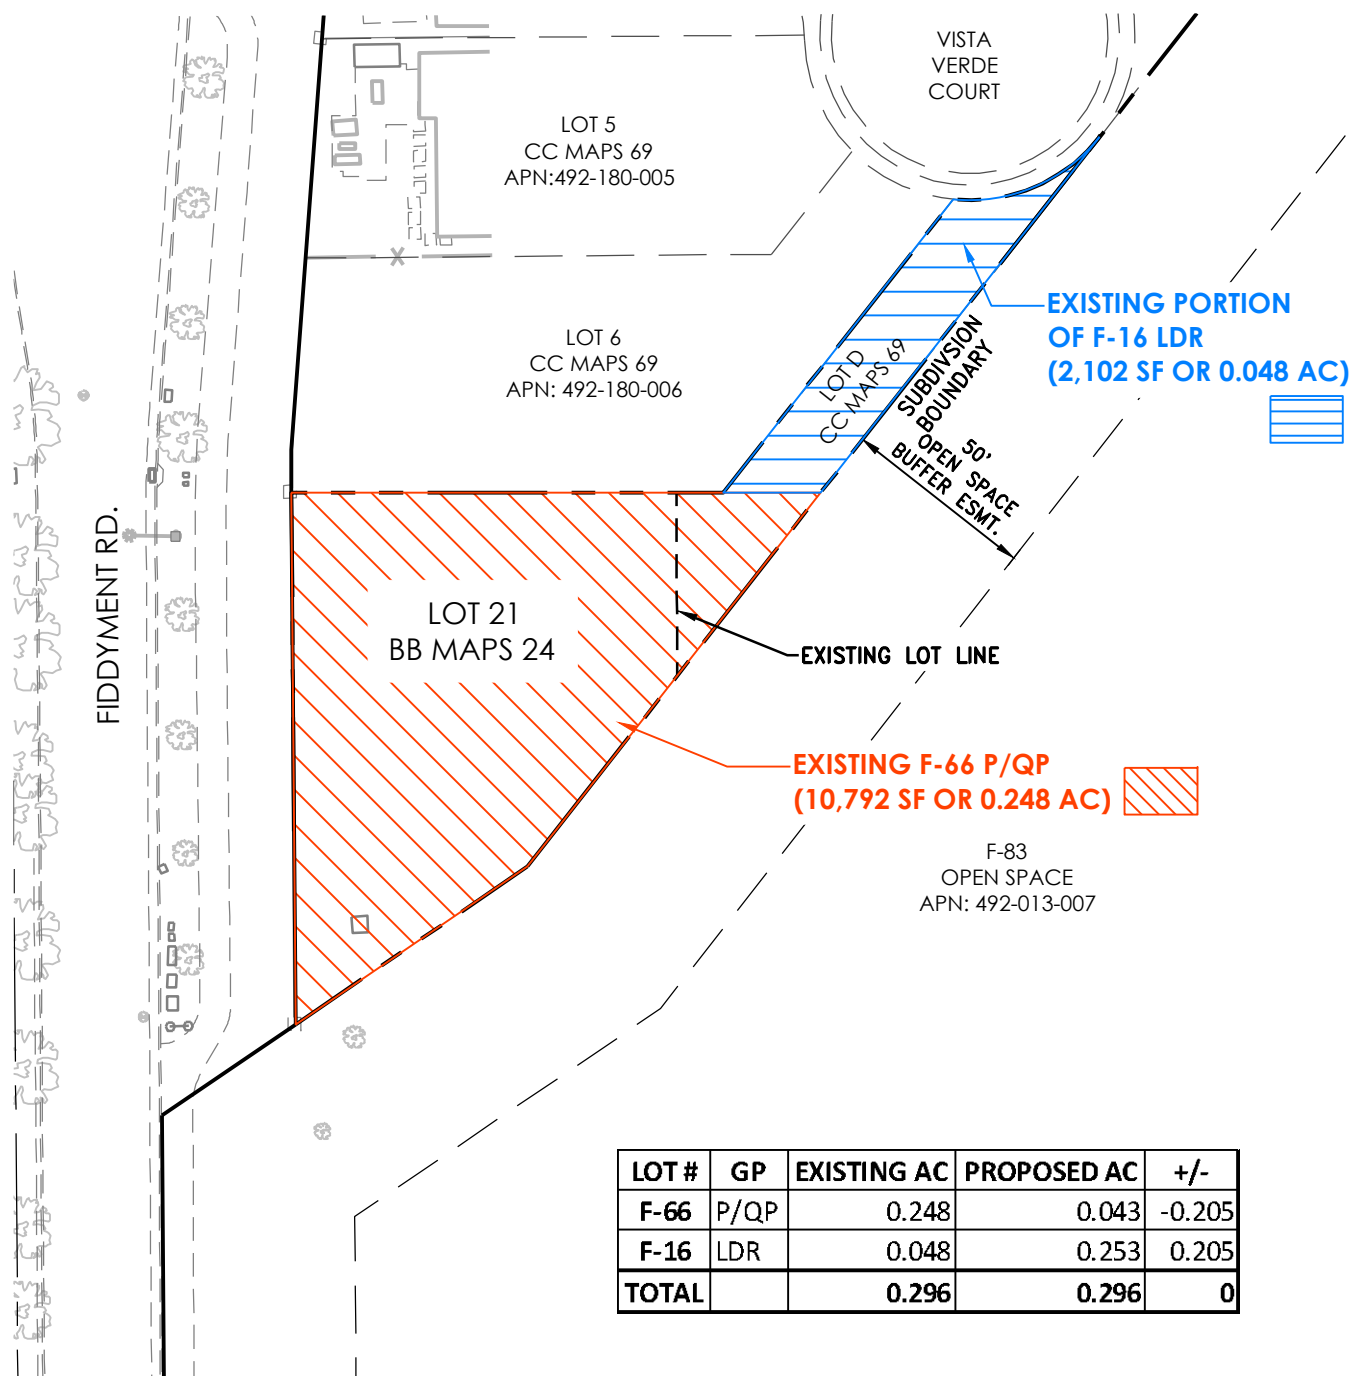 VISTA
VERDE
COURT
LOT 5
CC MAPS 69
APN:492-180-005
EXISTING PORTION
OF F-16 LDR
(2,102 SF OR 0.048 AC)
LOT 6
CC MAPS 69
APN: 492-180-006
LOT D
CC MAPS 69
SUBDIVSION
BOUNDARY
50'
OPEN SPACE
BUFFER ESMT.
FIDDYMENT RD.
LOT 21
BB MAPS 24
EXISTING LOT LINE
EXISTING F-66 P/QP
(10,792 SF OR 0.248 AC)
F-83
OPEN SPACE
APN: 492-013-007
LOT # GP EXISTING AC PROPOSED AC +/-
F-66 P/QP 0.248 0.043 -0.205
F-16 LDR 0.048 0.253 0.205
TOTAL 0.296 0.296 0